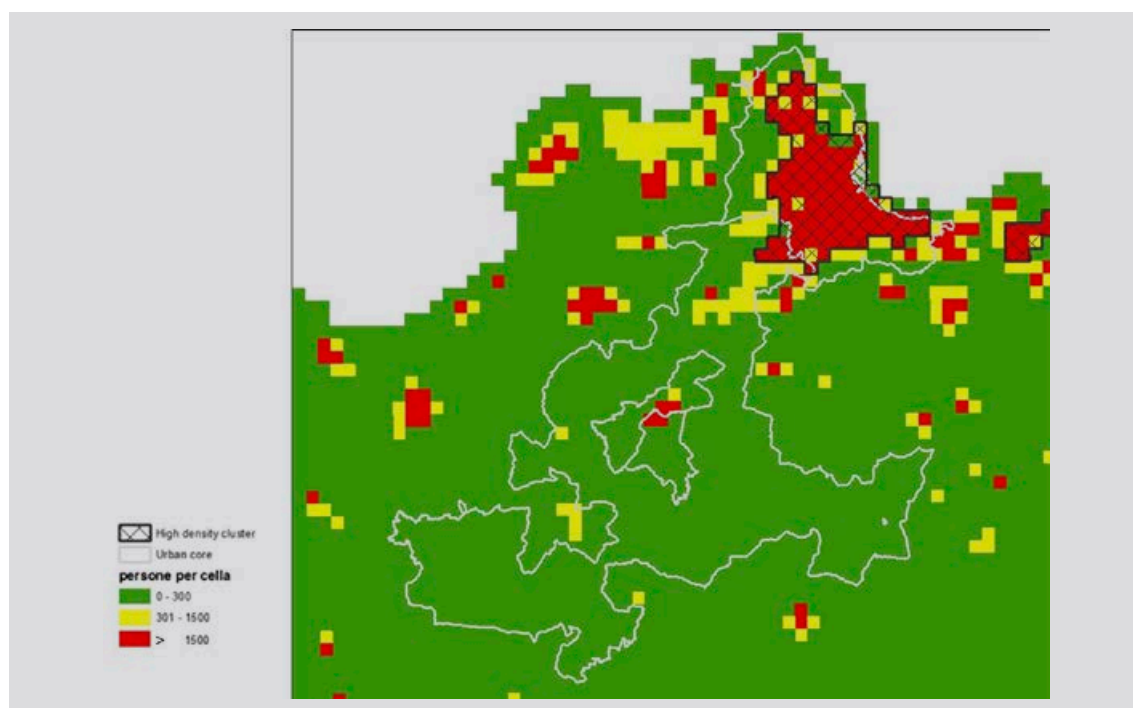 High density cluster
Urban core
persone per cella
0 - 300
301 - 1500
> 1500